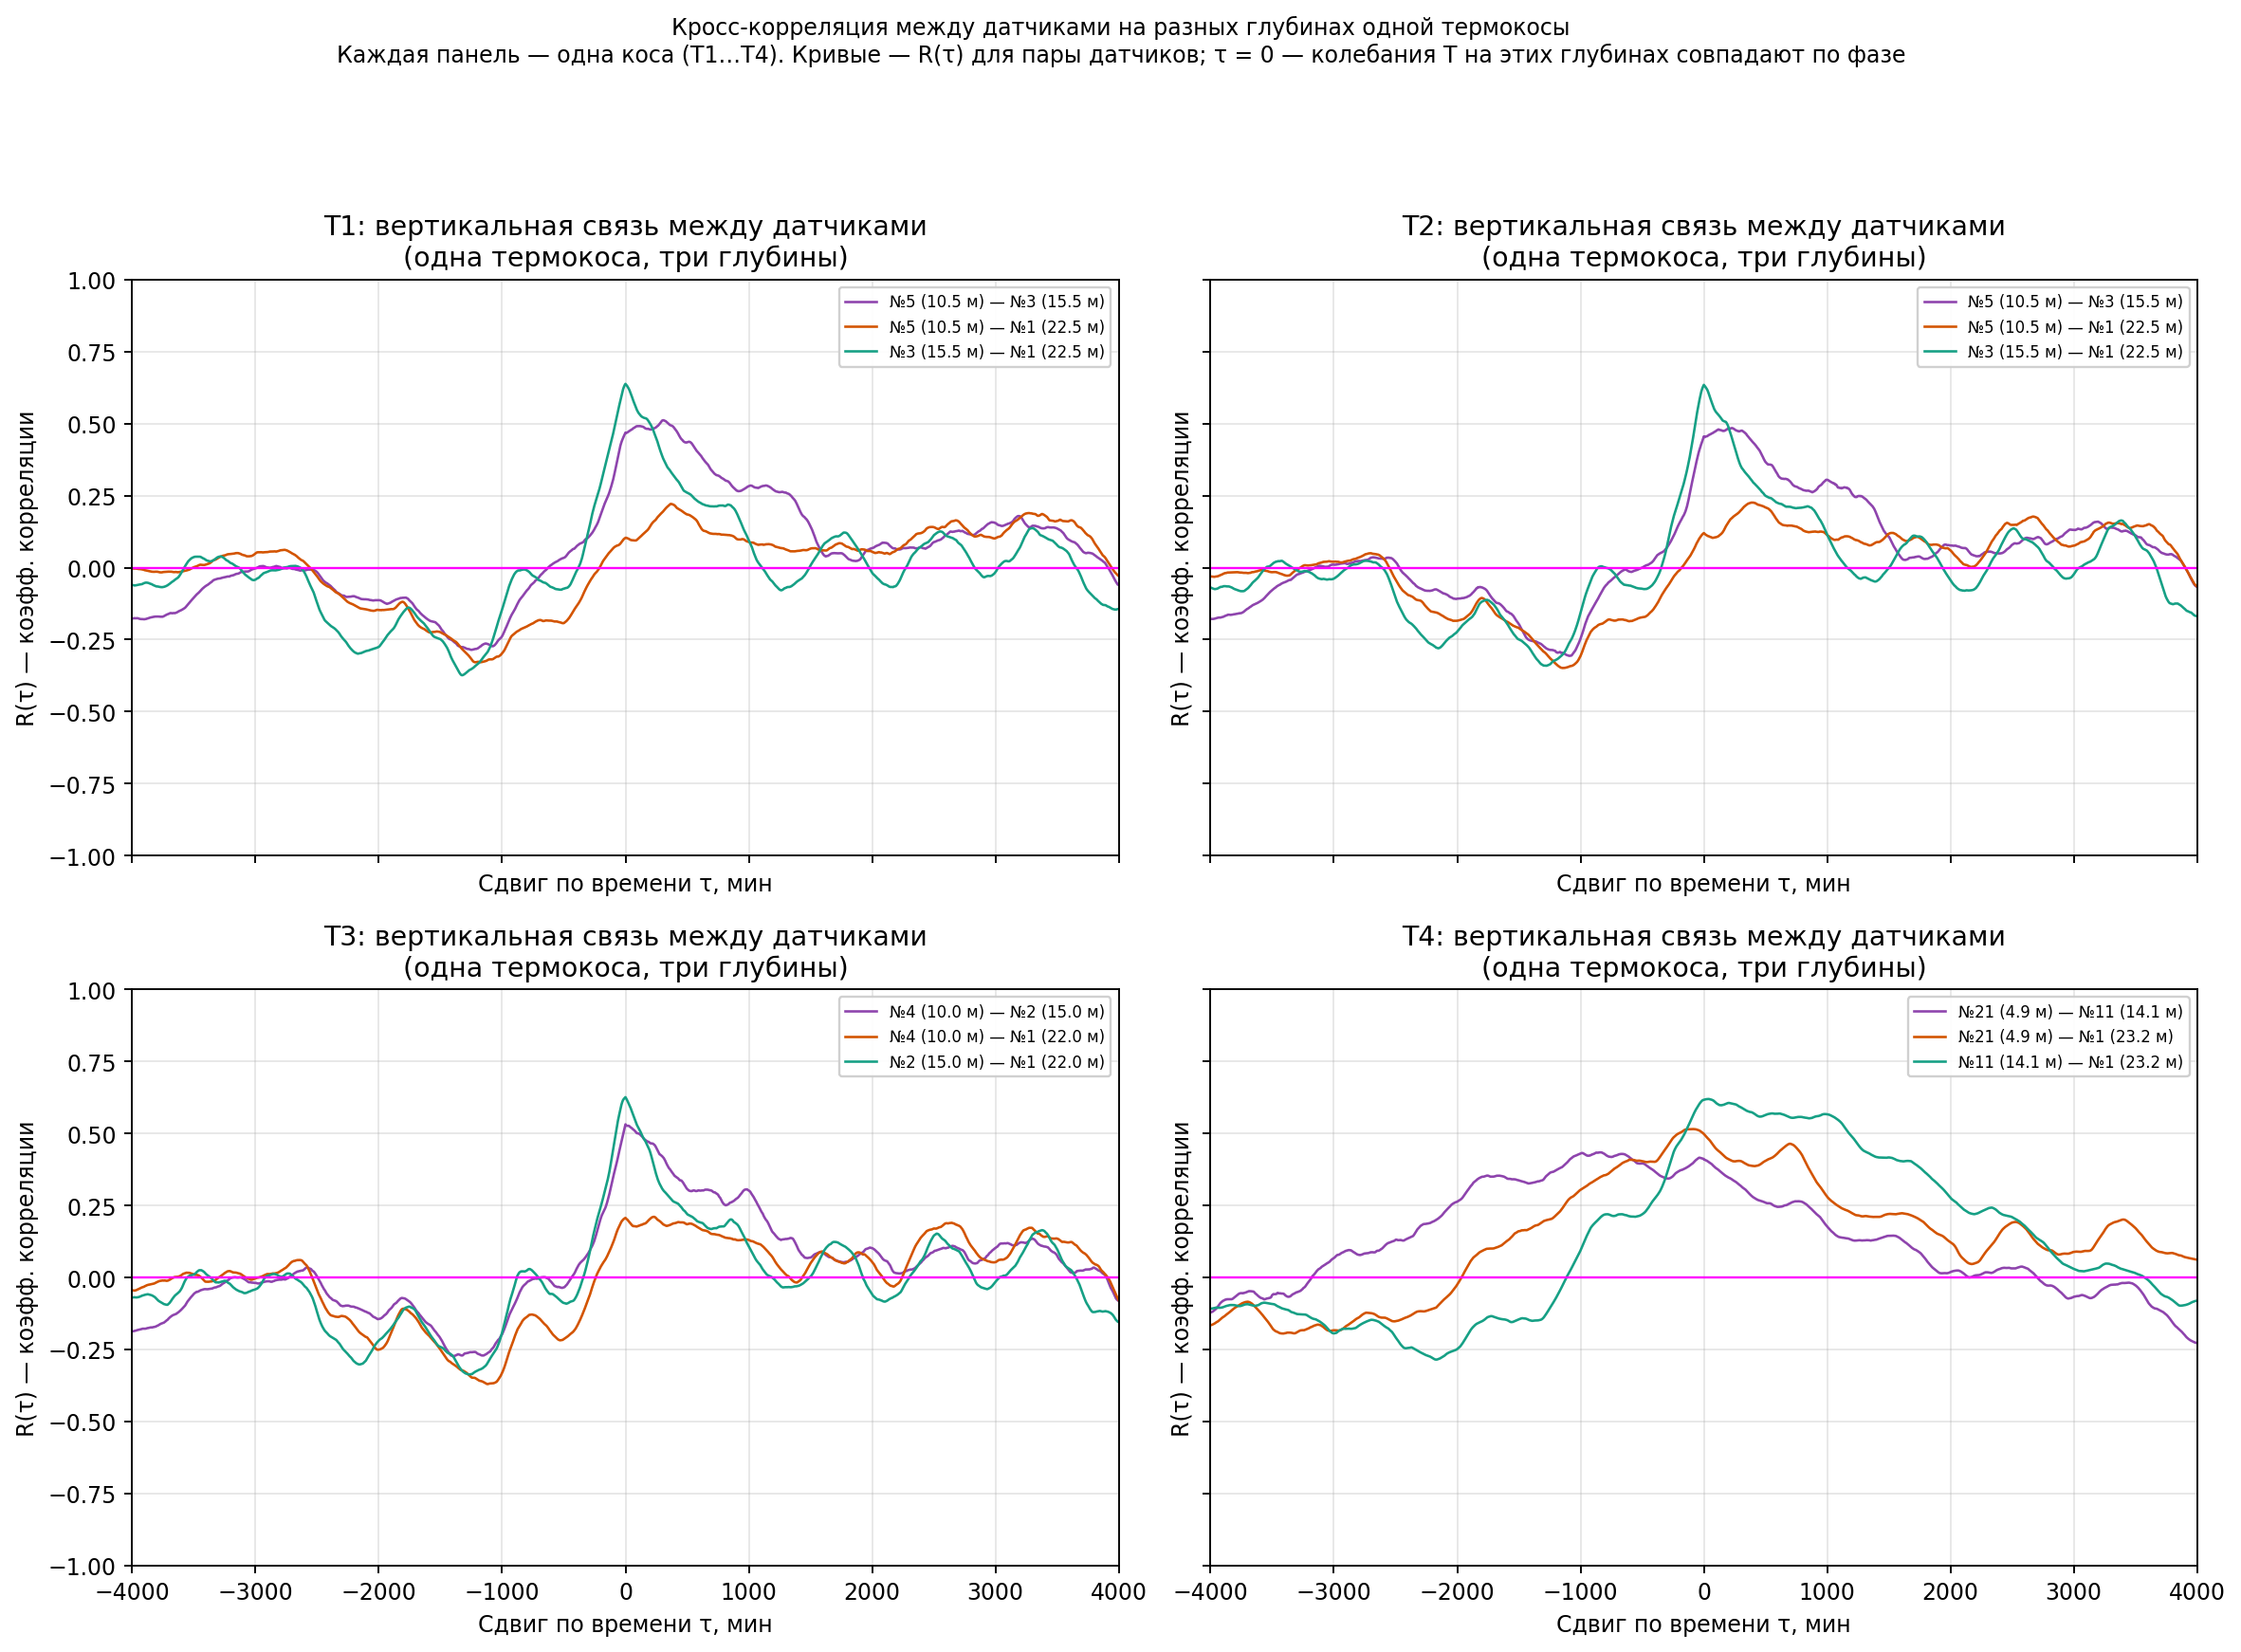 Кросс-корреляция между датчиками на разных глубинах одной термокосы
Каждая панель — одна коса (T1…T4). Кривые — R(τ) для пары датчиков; τ = 0 — колебания T на этих глубинах совпадают по фазе
T1: вертикальная связь между датчиками
(одна термокоса, три глубины)
1.00
0.75
0.50
0.25
0.00
−0.25
−0.50
−0.75
−1.00
R(τ) — коэфф. корреляции
№5 (10.5 м) — №3 (15.5 м)
№5 (10.5 м) — №1 (22.5 м)
№3 (15.5 м) — №1 (22.5 м)
Сдвиг по времени τ, мин
T2: вертикальная связь между датчиками
(одна термокоса, три глубины)
R(τ) — коэфф. корреляции
№5 (10.5 м) — №3 (15.5 м)
№5 (10.5 м) — №1 (22.5 м)
№3 (15.5 м) — №1 (22.5 м)
Сдвиг по времени τ, мин
T3: вертикальная связь между датчиками
(одна термокоса, три глубины)
1.00
0.75
0.50
0.25
0.00
−0.25
−0.50
−0.75
−1.00
R(τ) — коэфф. корреляции
№4 (10.0 м) — №2 (15.0 м)
№4 (10.0 м) — №1 (22.0 м)
№2 (15.0 м) — №1 (22.0 м)
−4000 −3000 −2000 −1000 0 1000 2000 3000 4000
Сдвиг по времени τ, мин
T4: вертикальная связь между датчиками
(одна термокоса, три глубины)
R(τ) — коэфф. корреляции
№21 (4.9 м) — №11 (14.1 м)
№21 (4.9 м) — №1 (23.2 м)
№11 (14.1 м) — №1 (23.2 м)
−4000 −3000 −2000 −1000 0 1000 2000 3000 4000
Сдвиг по времени τ, мин